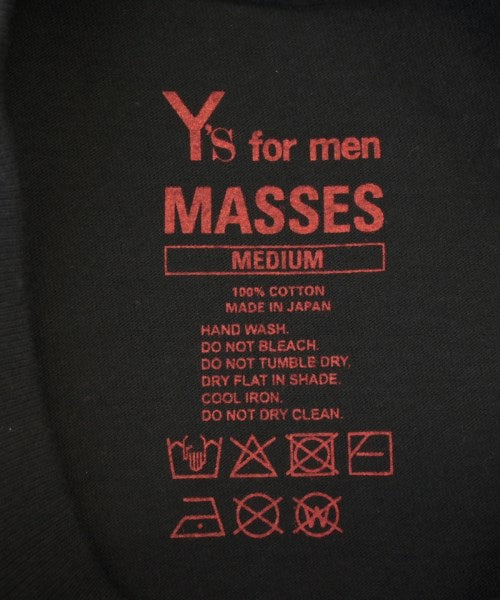 Y's for men
MASSES
MEDIUM
100% COTTON
MADE IN JAPAN
HAND WASH.
DO NOT BLEACH.
DO NOT TUMBLE DRY.
DRY FLAT IN SHADE.
COOL IRON.
DO NOT DRY CLEAN.
W